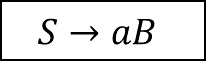 S → aB